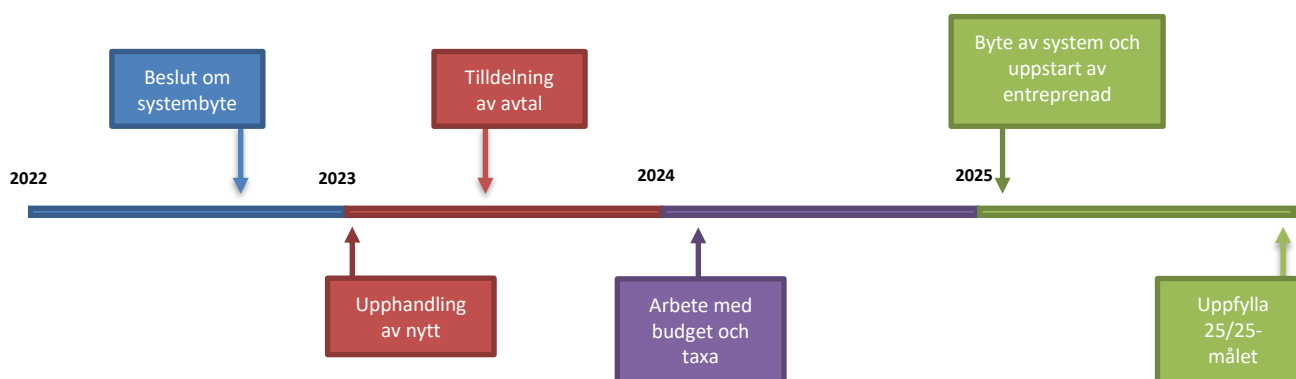 Beslut om
systembyte
Tilldelning
av avtal
Byte av system och
uppstart av
entreprenad
2022
2023
2024
2025
Upphandling
av nytt
Arbete med
budget och
taxa
Uppfylla
25/25-
målet